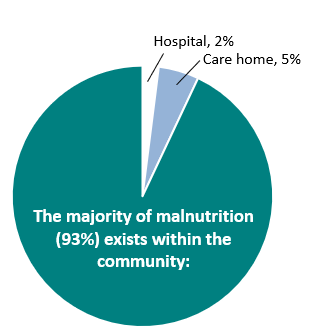 Hospital, 2%
Care home, 5%
The majority of malnutrition
(93%) exists within the
community: